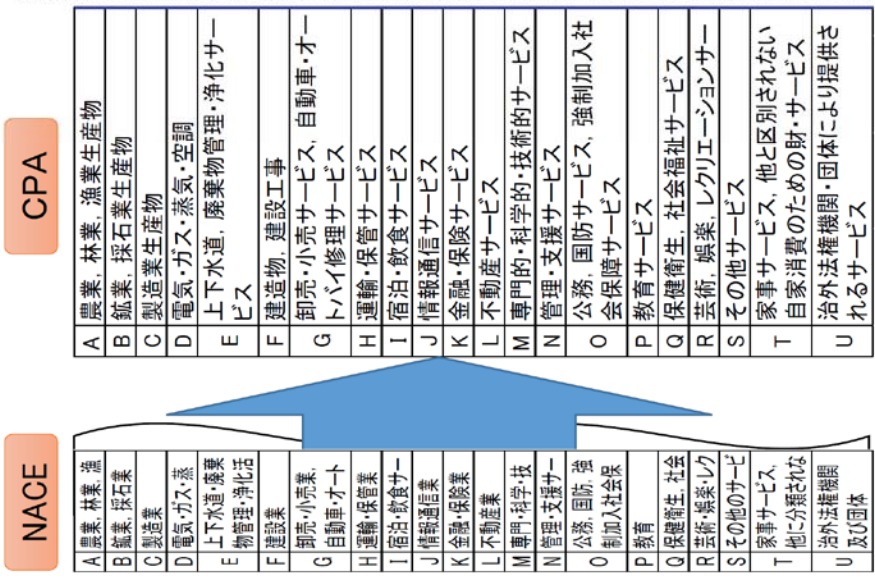 NACE
A 農業, 林業, 漁
B 鉱業, 採石業
C 製造業
D 電気・ガス・蒸
E 上下水道・廃棄
物管理・浄化活
F 建設業
G 卸売・小売業,
自動車・オート
H 運輸・保管業
I 宿泊・飲食サー
J 情報通信業
K 金融・保険業
L 不動産業
M 専門・科学・技
N 管理・支援サー
O 公務, 国防, 強
制加入社会保
P 教育
Q 保健衛生, 社会
R 芸術・娯楽・レク
S その他のサービ
T 家事サービス,
他に分類されな
U 治外法権機関
及び団体
CPA
A 農業, 林業, 漁業生産物
B 鉱業, 採石業生産物
C 製造業生産物
D 電気・ガス・蒸気・空調
E 上下水道, 廃棄物管理・浄化サー
ビス
F 建造物, 建設工事
G 卸売・小売サービス, 自動車・オー
トバイ修理サービス
H 運輸・保管サービス
I 宿泊・飲食サービス
J 情報通信サービス
K 金融・保険サービス
L 不動産サービス
M 専門的・科学的・技術的サービス
N 管理・支援サービス
O 公務, 国防サービス, 強制加入社
会保障サービス
P 教育サービス
Q 保健衛生, 社会福祉サービス
R 芸術, 娯楽, レクリエーションサー
S その他サービス
T 家事サービス, 他と区別されない
自家消費のための財・サービス
U 治外法権機関・団体により提供さ
れるサービス